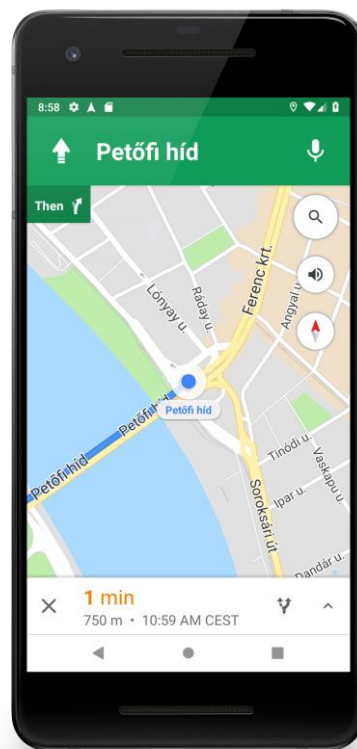 8:58
Petőfi híd
Then
Lónyay u.
Ráday u.
Ferenc krt.
Angyal u
Petőfi híd
Petőfi híd
Petőfi híd
Tinódi u.
Vaskapu u.
Ipar u.
Soroksári út
Dandár u.
1 min
750 m • 10:59 AM CEST